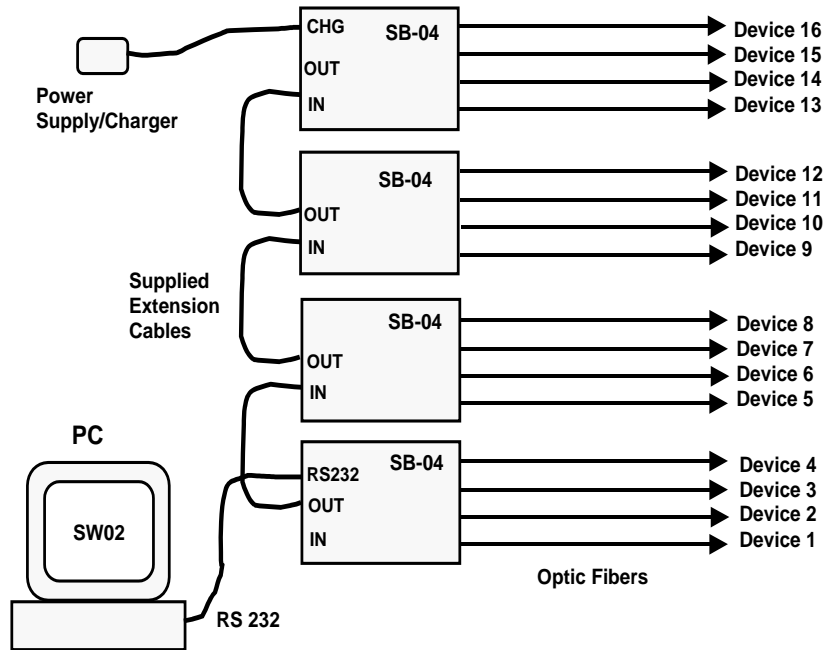 CHG
SB-04
OUT
IN
Power
Supply/Charger
Device 16
Device 15
Device 14
Device 13
SB-04
OUT
IN
Device 12
Device 11
Device 10
Device 9
Supplied
Extension
Cables
SB-04
OUT
IN
Device 8
Device 7
Device 6
Device 5
PC
SW02
RS232
SB-04
OUT
IN
Device 4
Device 3
Device 2
Device 1
RS 232
Optic Fibers